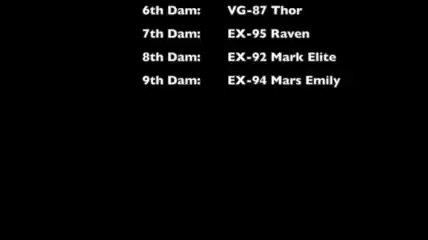 6th Dam: VG-87 Thor
7th Dam: EX-95 Raven
8th Dam: EX-92 Mark Elite
9th Dam: EX-94 Mars Emily